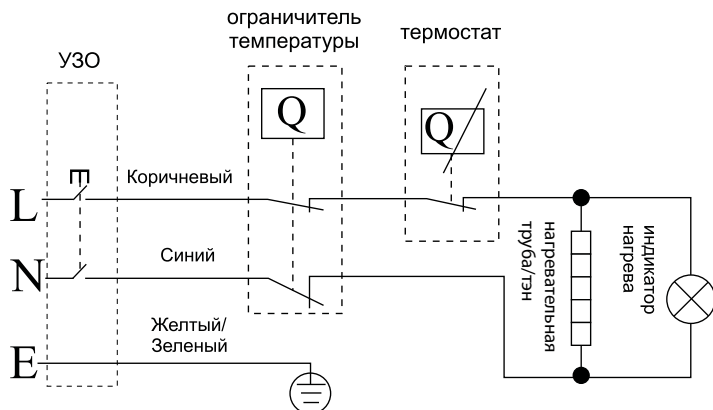 ограничитель
температуры
термостат
УЗО
Q
Q
L
Коричневый
N
Синий
E
Желтый/
Зеленый
нагревательная
труба/тэн
индикатор
нагрева